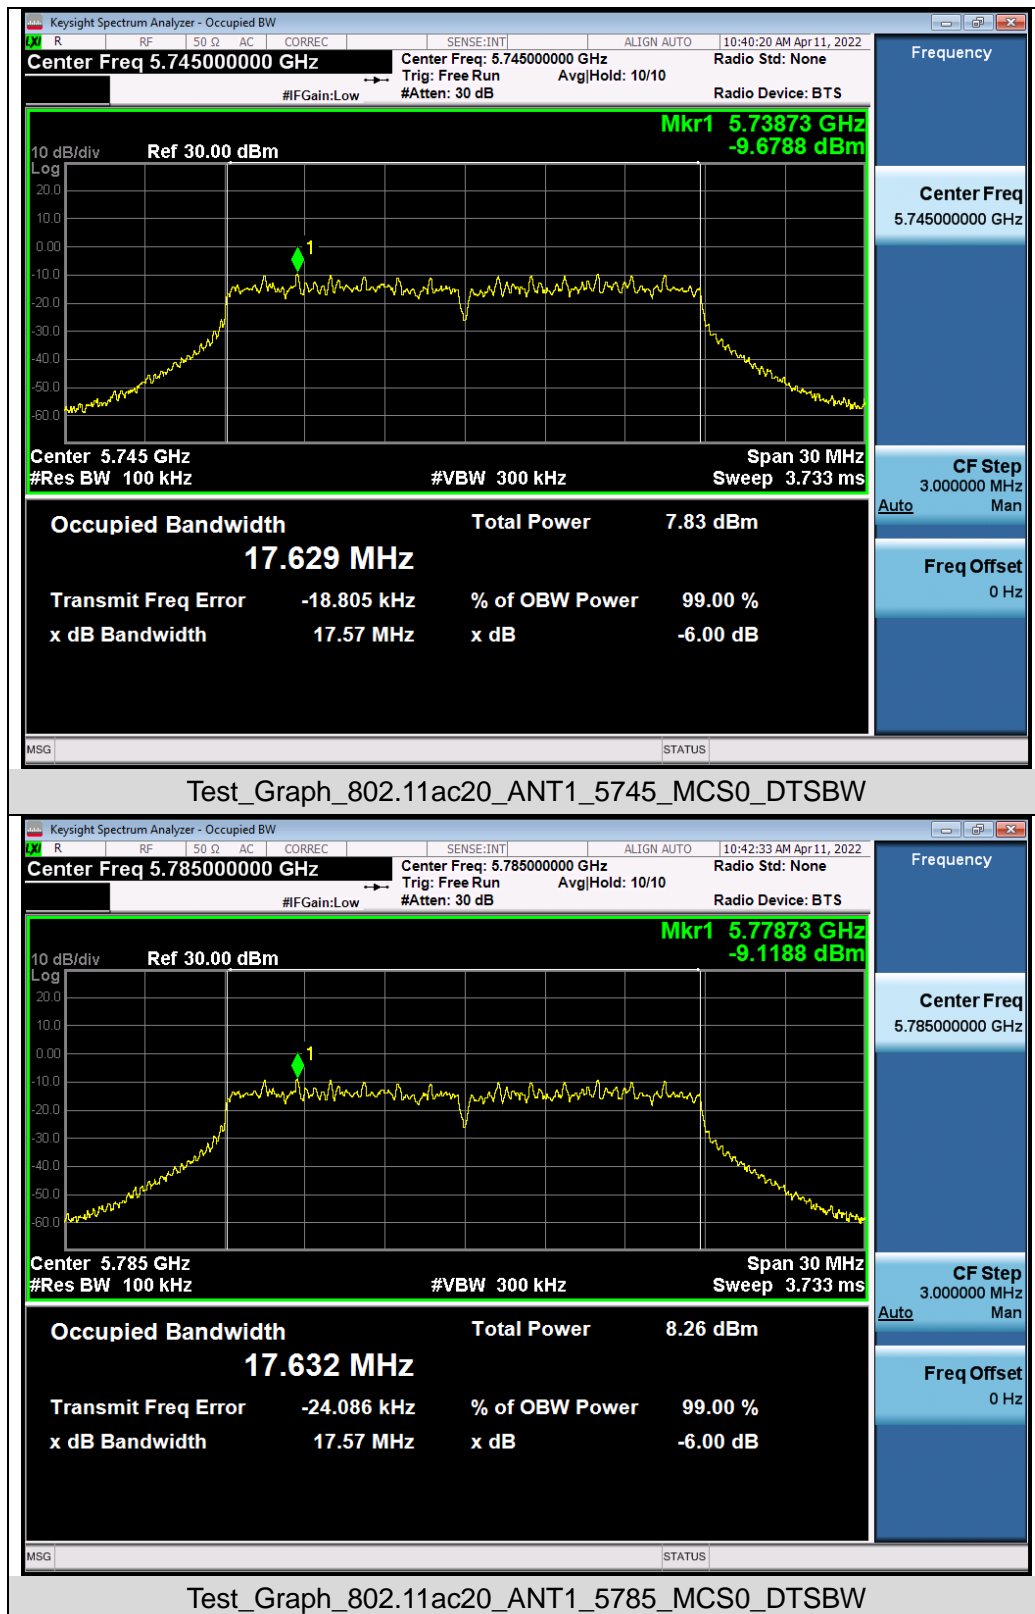 Keysight Spectrum Analyzer - Occupied BW
LXI R RF 50 Ω AC CORREC SENSE:INT ALIGN AUTO 10:40:20 AM Apr 11, 2022
Center Freq 5.745000000 GHz Center Freq: 5.745000000 GHz Radio Std: None
Trig: Free Run Avg|Hold: 10/10
#IFGain:Low #Atten: 30 dB Radio Device: BTS
Frequency
Mkr1 5.73873 GHz
10 dB/div Ref 30.00 dBm -9.6788 dBm
Log
20.0
10.0
0.00
1
-10.0
-20.0
-30.0
-40.0
-50.0
-60.0
Center 5.745 GHz Span 30 MHz
#Res BW 100 kHz #VBW 300 kHz Sweep 3.733 ms
Center Freq
5.745000000 GHz
CF Step
3.000000 MHz
Auto Man
Freq Offset
0 Hz
Occupied Bandwidth Total Power 7.83 dBm
17.629 MHz
Transmit Freq Error -18.805 kHz % of OBW Power 99.00 %
x dB Bandwidth 17.57 MHz x dB -6.00 dB
MSG STATUS
Test_Graph_802.11ac20_ANT1_5745_MCS0_DTSBW
Keysight Spectrum Analyzer - Occupied BW
LXI R RF 50 Ω AC CORREC SENSE:INT ALIGN AUTO 10:42:33 AM Apr 11, 2022
Center Freq 5.785000000 GHz Center Freq: 5.785000000 GHz Radio Std: None
Trig: Free Run Avg|Hold: 10/10
#IFGain:Low #Atten: 30 dB Radio Device: BTS
Frequency
Mkr1 5.77873 GHz
10 dB/div Ref 30.00 dBm -9.1188 dBm
Log
20.0
10.0
0.00
1
-10.0
-20.0
-30.0
-40.0
-50.0
-60.0
Center 5.785 GHz Span 30 MHz
#Res BW 100 kHz #VBW 300 kHz Sweep 3.733 ms
Center Freq
5.785000000 GHz
CF Step
3.000000 MHz
Auto Man
Freq Offset
0 Hz
Occupied Bandwidth Total Power 8.26 dBm
17.632 MHz
Transmit Freq Error -24.086 kHz % of OBW Power 99.00 %
x dB Bandwidth 17.57 MHz x dB -6.00 dB
MSG STATUS
Test_Graph_802.11ac20_ANT1_5785_MCS0_DTSBW